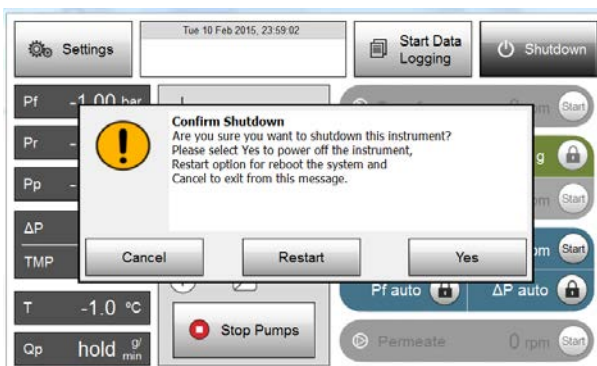 Settings
Tue 10 Feb 2015, 23:59:02
Start Data
Logging
Shutdown
Pf -1.00 bar
0 rpm Start
Confirm Shutdown
Are you sure you want to shutdown this instrument?
Please select Yes to power off the instrument,
Restart option for reboot the system and
Cancel to exit from this message.
Pr -
g
Pp -
rpm Start
ΔP
rpm Start
TMP
Cancel
Restart
Yes
Pf auto
ΔP auto
T -1.0 °C
Stop Pumps
Permeate 0 rpm Start
Qp hold g/min